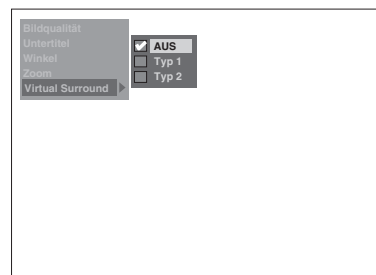 Bildqualität
Untertitel
Winkel
Zoom
Virtual Surround
AUS
Typ 1
Typ 2